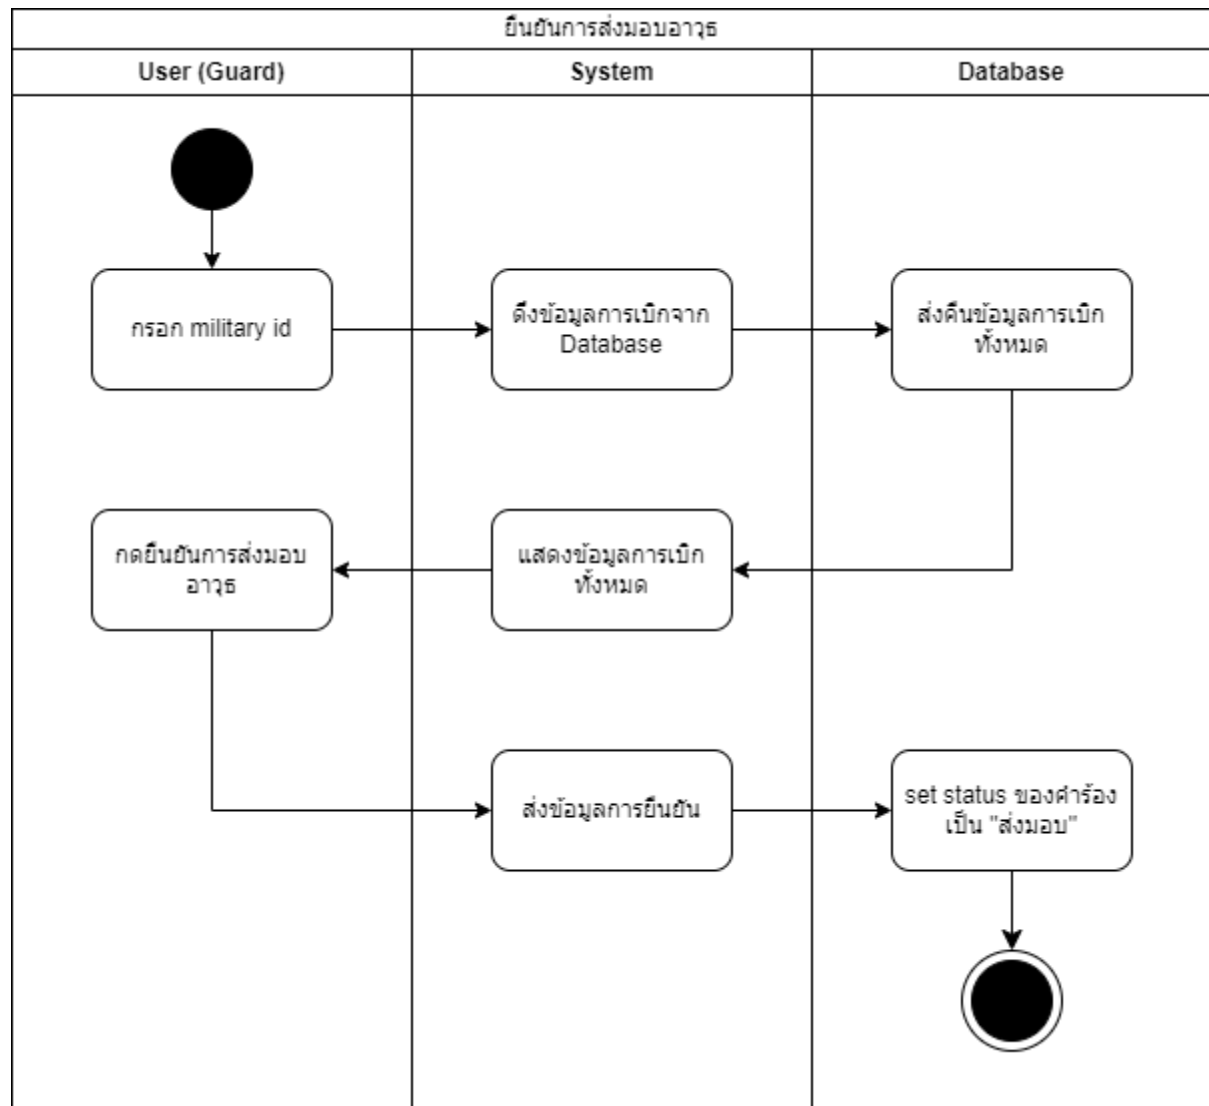 ยืนยันการส่งมอบอาวุธ
User (Guard)
System
Database
กรอก military id
ดึงข้อมูลการเบิกจาก
Database
ส่งคืนข้อมูลการเบิก
ทั้งหมด
กดยืนยันการส่งมอบ
อาวุธ
แสดงข้อมูลการเบิก
ทั้งหมด
ส่งข้อมูลการยืนยัน
set status ของคำร้อง
เป็น "ส่งมอบ"